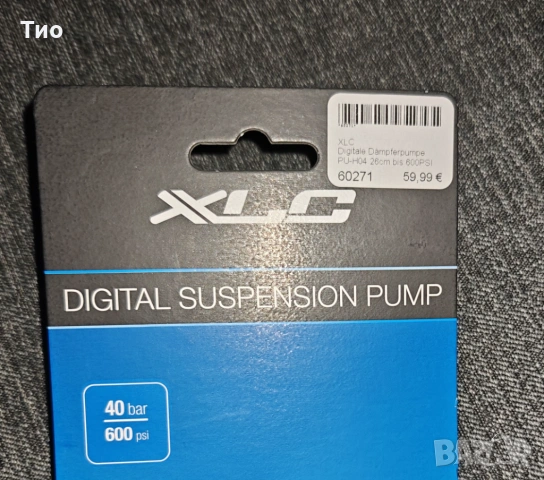 Тио
XLC
Digitale Dämpferpumpe
PU-H04 26cm bis 600PSI
60271 59,99 €
XLC
DIGITAL SUSPENSION PUMP
40 bar
600 psi